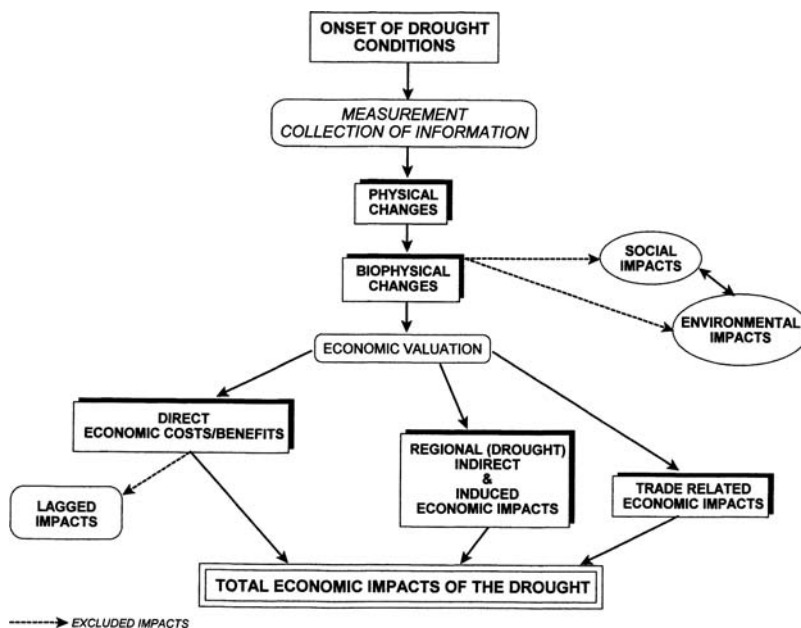 ONSET OF DROUGHT
CONDITIONS
MEASUREMENT
COLLECTION OF INFORMATION
PHYSICAL
CHANGES
BIOPHYSICAL
CHANGES
SOCIAL
IMPACTS
ENVIRONMENTAL
IMPACTS
ECONOMIC VALUATION
DIRECT
ECONOMIC COSTS/BENEFITS
REGIONAL (DROUGHT)
INDIRECT
&
INDUCED
ECONOMIC IMPACTS
TRADE RELATED
ECONOMIC IMPACTS
LAGGED
IMPACTS
TOTAL ECONOMIC IMPACTS OF THE DROUGHT
EXCLUDED IMPACTS